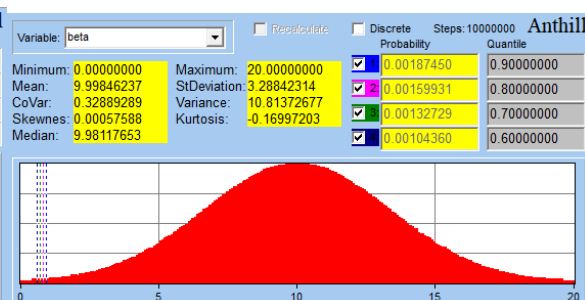 Variable: beta Recalculate Discrete Steps:10000000 Anthill
Probability Quantile
Minimum: 0.00000000 Maximum: 20.00000000 1 0.00187450 0.90000000
Mean: 9.99846237 StDeviation: 3.28842314 2 0.00159931 0.80000000
CoVar: 0.32889289 Variance: 10.81372677 3 0.00132729 0.70000000
Skewnes: 0.00057588 Kurtosis: -0.16997203 0.00104360 0.60000000
Median: 9.98117653
0 5 10 15 20